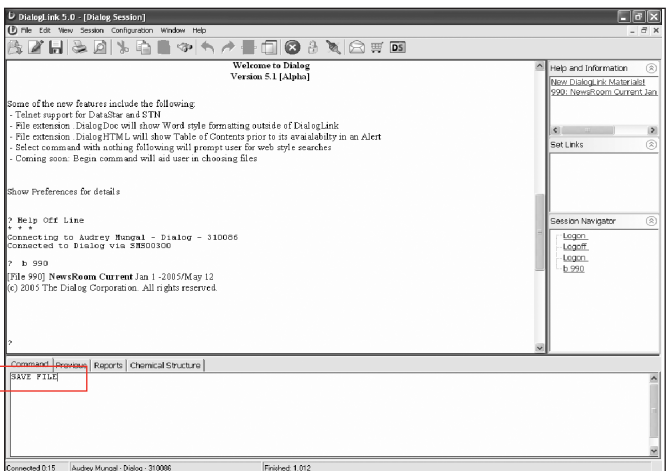 DialogLink 5.0 - [Dialog Session]
File Edit View Session Configuration Window Help
DS
Welcome to Dialog
Version 5.1 [Alpha]
Some of the new features include the following:
- Telnet support for DataStar and STN
- File extension .DialogDoc will show Word style formatting outside of DialogLink
- File extension .DialogHTML will show Table of Contents prior to its avaialabilty in an Alert
- Select command with nothing following will prompt user for web style searches
- Coming soon: Begin command will aid user in choosing files
Show Preferences for details
? Help Off Line
* * *
Connecting to Audrey Mungal - Dialog - 310086
Connected to Dialog via SMS00300
? b 990
[File 990] NewsRoom Current Jan 1 -2005/May 12
(c) 2005 The Dialog Corporation. All rights reserved.
?
Help and Information
New DialogLink Materials!
990: NewsRoom Current Jan
Set Links
Session Navigator
Logon
Logoff
Logon
b 990
Command Previous Reports Chemical Structure
SAVE FILE
Connected 0:15 Audrey Mungal - Dialog - 310086 Finished: 1.012